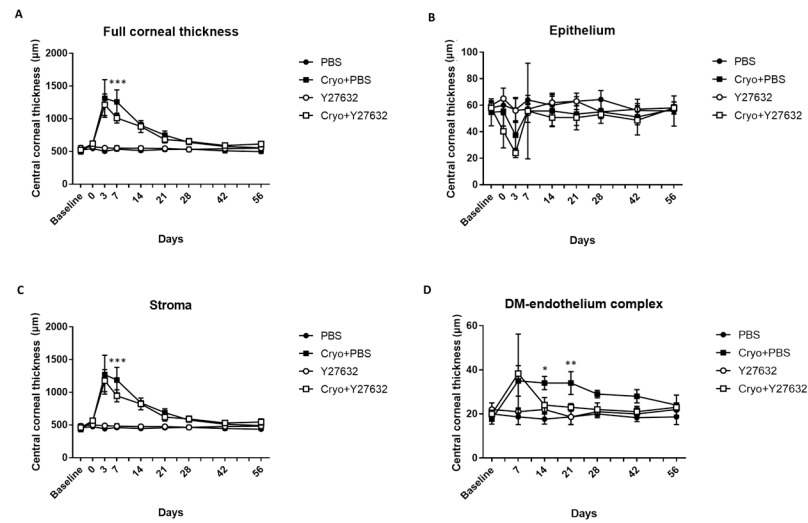 A
Full corneal thickness
Central corneal thickness (µm)
2000
1500
1000
500
0
***
Baseline 0 3 7 14 21 28 42 56
Days
PBS
Cryo+PBS
Y27632
Cryo+Y27632
B
Epithelium
Central corneal thickness (µm)
100
80
60
40
20
0
Baseline 0 3 7 14 21 28 42 56
Days
PBS
Cryo+PBS
Y27632
Cryo+Y27632
C
Stroma
Central corneal thickness (µm)
2000
1500
1000
500
0
***
Baseline 0 3 7 14 21 28 42 56
Days
PBS
Cryo+PBS
Y27632
Cryo+Y27632
D
DM-endothelium complex
Central corneal thickness (µm)
60
40
20
0
* **
Baseline 7 14 21 28 42 56
Days
PBS
Cryo+PBS
Y27632
Cryo+Y27632